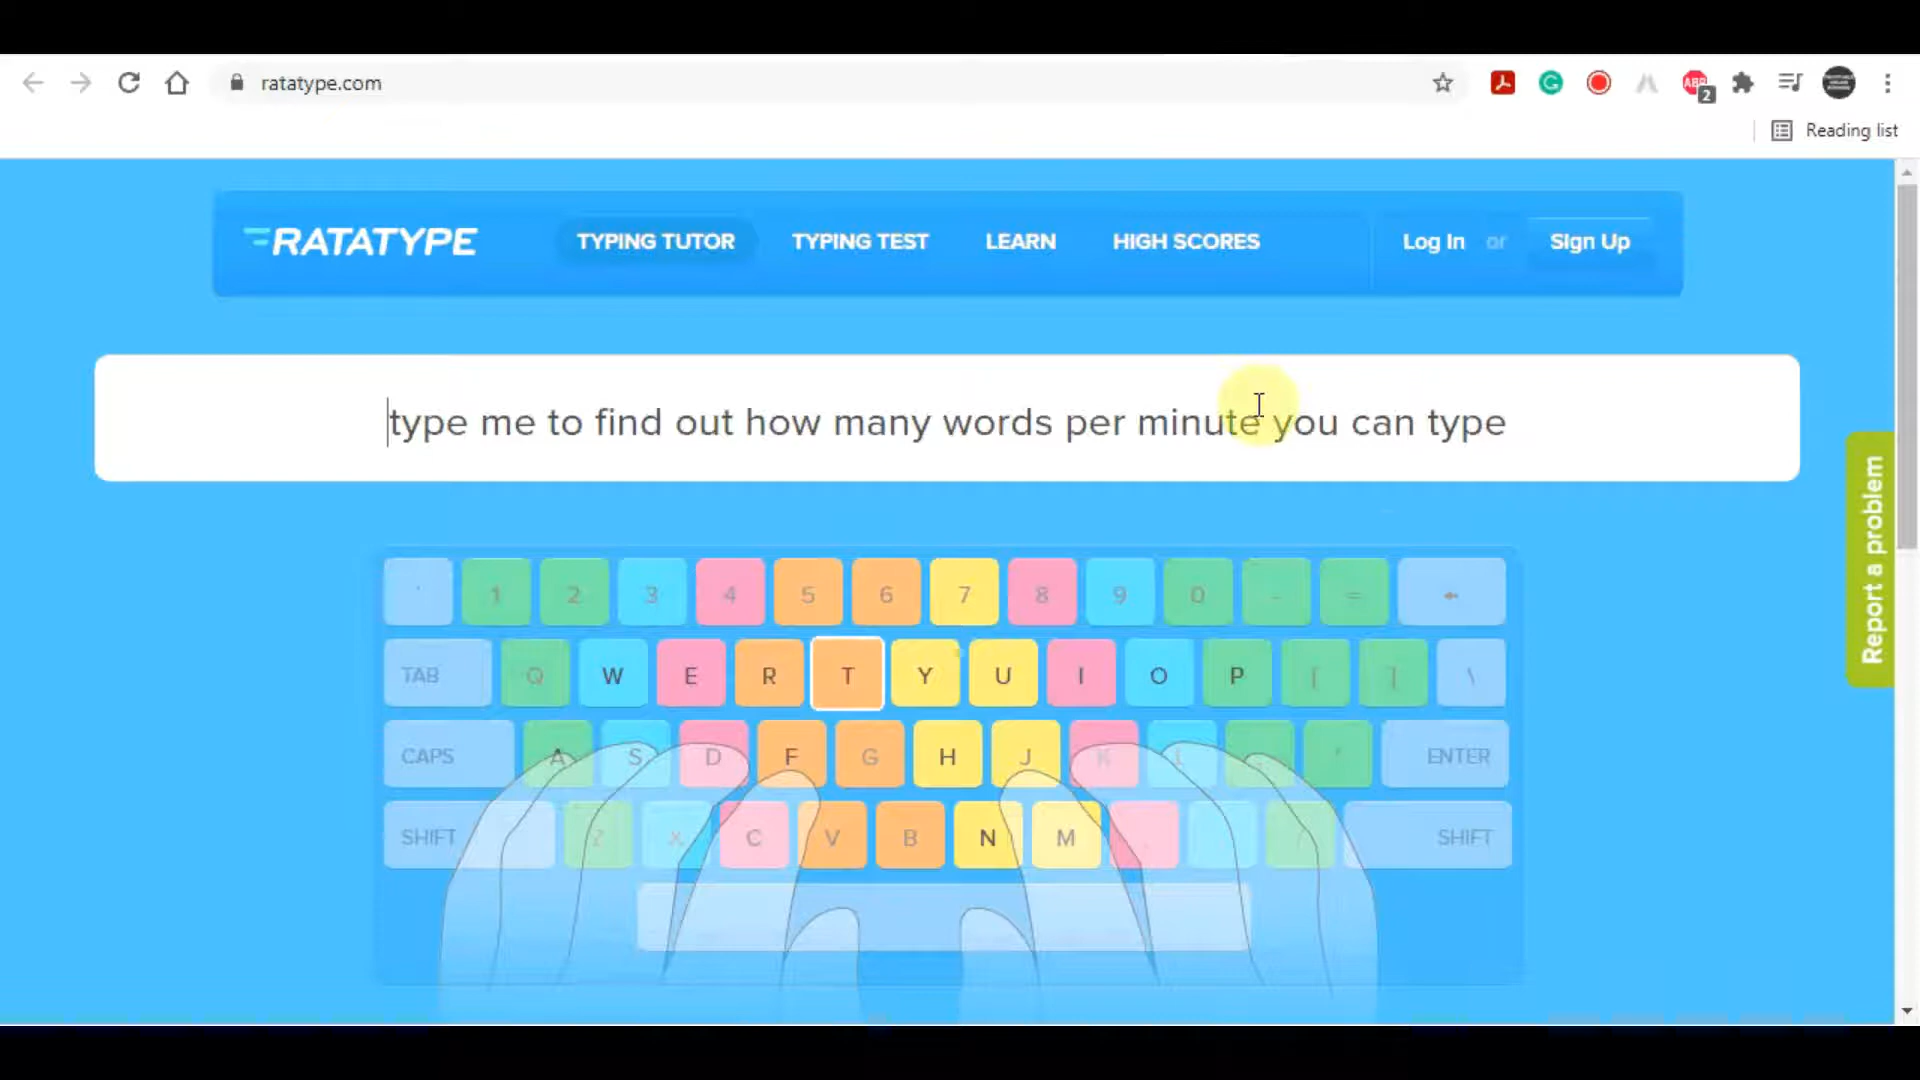 ratatype.com
ABP 2
Reading list
RATATYPE TYPING TUTOR TYPING TEST LEARN HIGH SCORES Log In or Sign Up
type me to find out how many words per minute you can type
Report a problem
1 2 3 4 5 6 7 8 9 0 - =
TAB Q W E R T Y U I O P [ ] \
CAPS A S D F G H J K L ; ' ENTER
SHIFT Z X C V B N M SHIFT